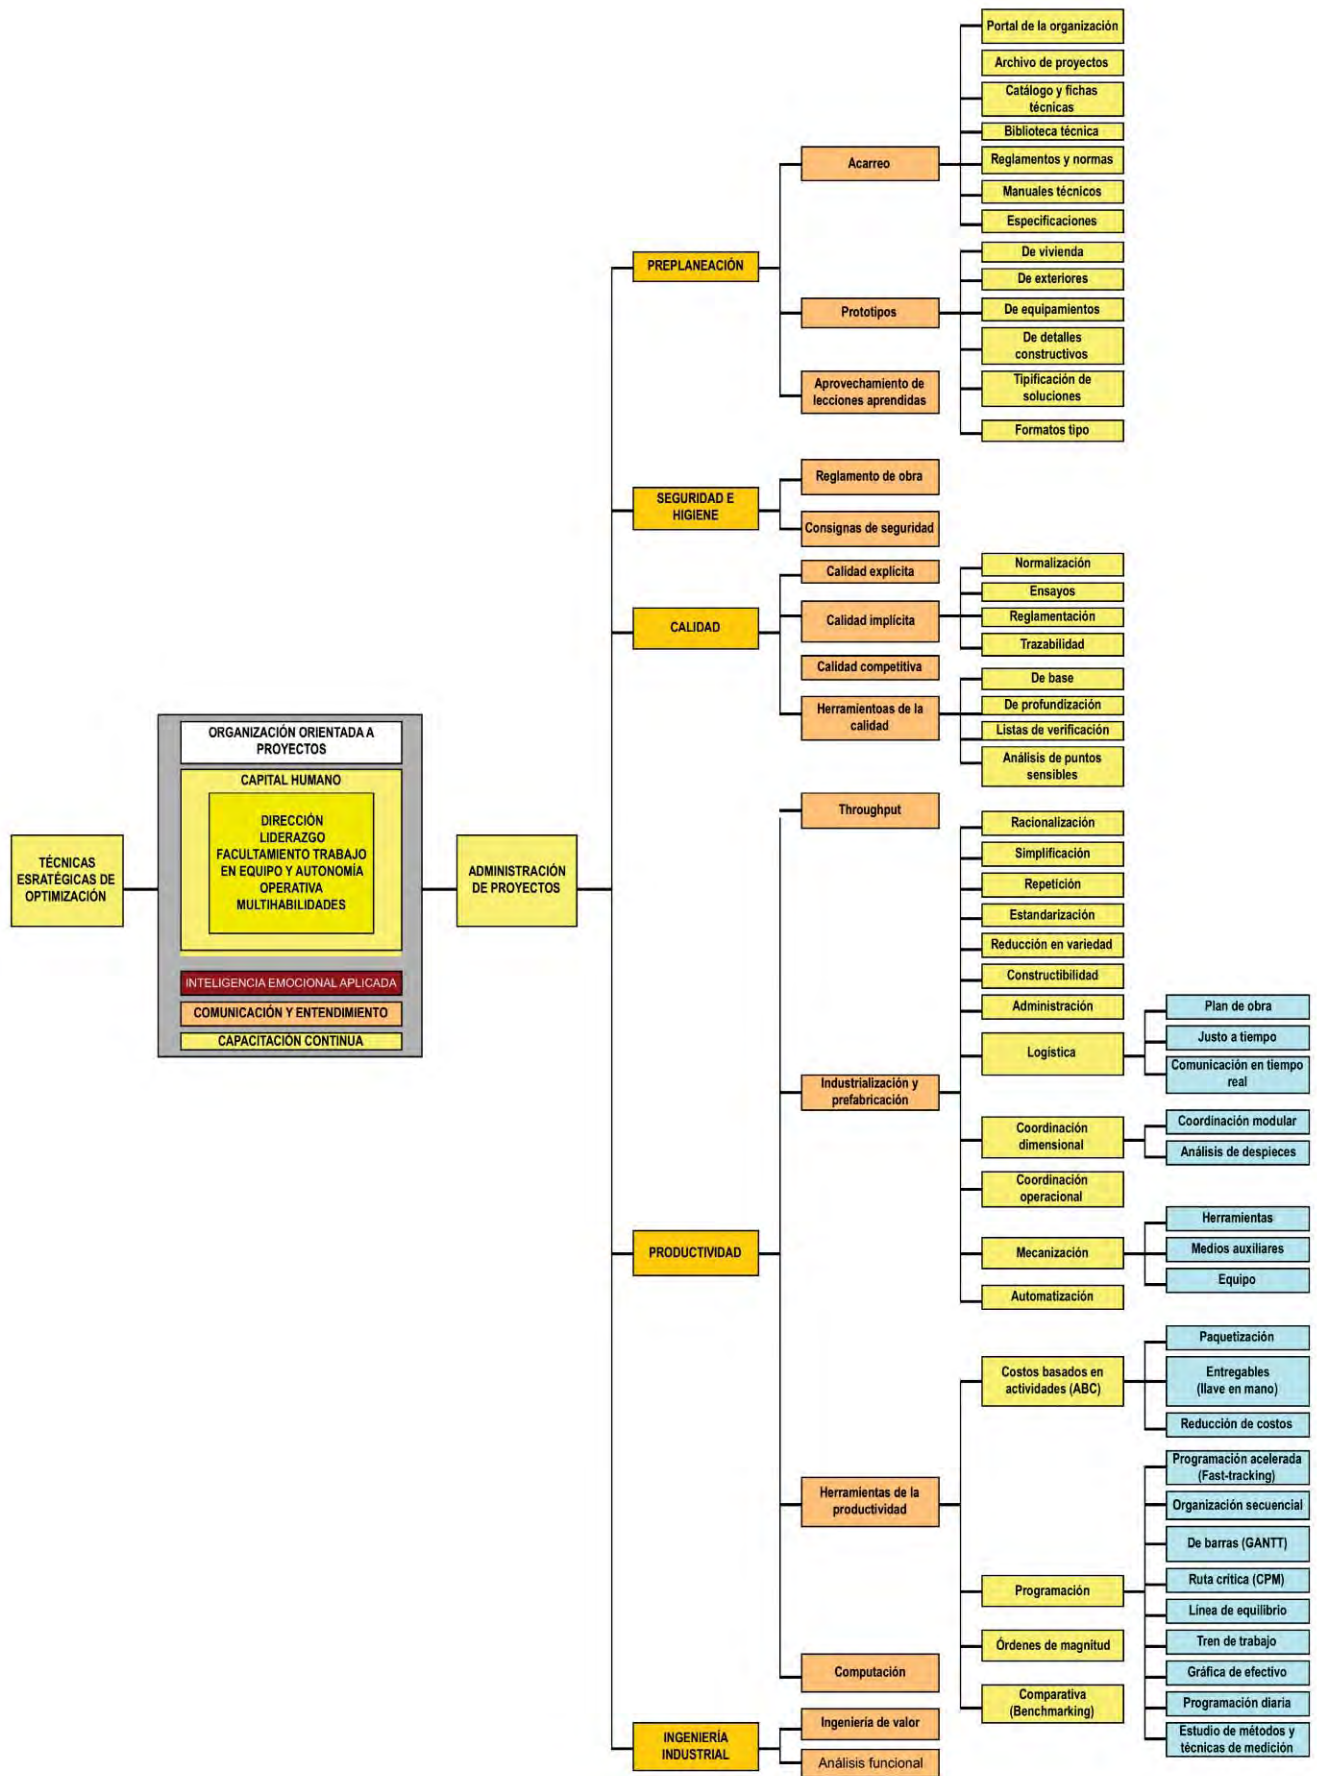 TÉCNICAS
ESRATÉGICAS DE
OPTIMIZACIÓN
ORGANIZACIÓN ORIENTADA A
PROYECTOS
CAPITAL HUMANO
DIRECCIÓN
LIDERAZGO
FACULTAMIENTO TRABAJO
EN EQUIPO Y AUTONOMÍA
OPERATIVA
MULTIHABILIDADES
INTELIGENCIA EMOCIONAL APLICADA
COMUNICACIÓN Y ENTENDIMIENTO
CAPACITACIÓN CONTINUA
ADMINISTRACIÓN
DE PROYECTOS
PREPLANEACIÓN
Acarreo
Portal de la organización
Archivo de proyectos
Catálogo y fichas
técnicas
Biblioteca técnica
Reglamentos y normas
Manuales técnicos
Especificaciones
Prototipos
De vivienda
De exteriores
De equipamientos
De detalles
constructivos
Tipificación de
soluciones
Formatos tipo
Aprovechamiento de
lecciones aprendidas
SEGURIDAD E
HIGIENE
Reglamento de obra
Consignas de seguridad
CALIDAD
Calidad explícita
Calidad implícita
Normalización
Ensayos
Reglamentación
Trazabilidad
Calidad competitiva
Herramientoas de la
calidad
De base
De profundización
Listas de verificación
Análisis de puntos
sensibles
PRODUCTIVIDAD
Throughput
Industrialización y
prefabricación
Racionalización
Simplificación
Repetición
Estandarización
Reducción en variedad
Constructibilidad
Administración
Logística
Plan de obra
Justo a tiempo
Comunicación en tiempo
real
Coordinación
dimensional
Coordinación modular
Análisis de despieces
Coordinación
operacional
Mecanización
Herramientas
Medios auxiliares
Equipo
Automatización
Herramientas de la
productividad
Costos basados en
actividades (ABC)
Paquetización
Entregables
(llave en mano)
Reducción de costos
Programación
Programación acelerada
(Fast-tracking)
Organización secuencial
De barras (GANTT)
Ruta crítica (CPM)
Línea de equilibrio
Tren de trabajo
Gráfica de efectivo
Programación diaria
Estudio de métodos y
técnicas de medición
Órdenes de magnitud
Comparativa
(Benchmarking)
Computación
INGENIERÍA
INDUSTRIAL
Ingeniería de valor
Análisis funcional